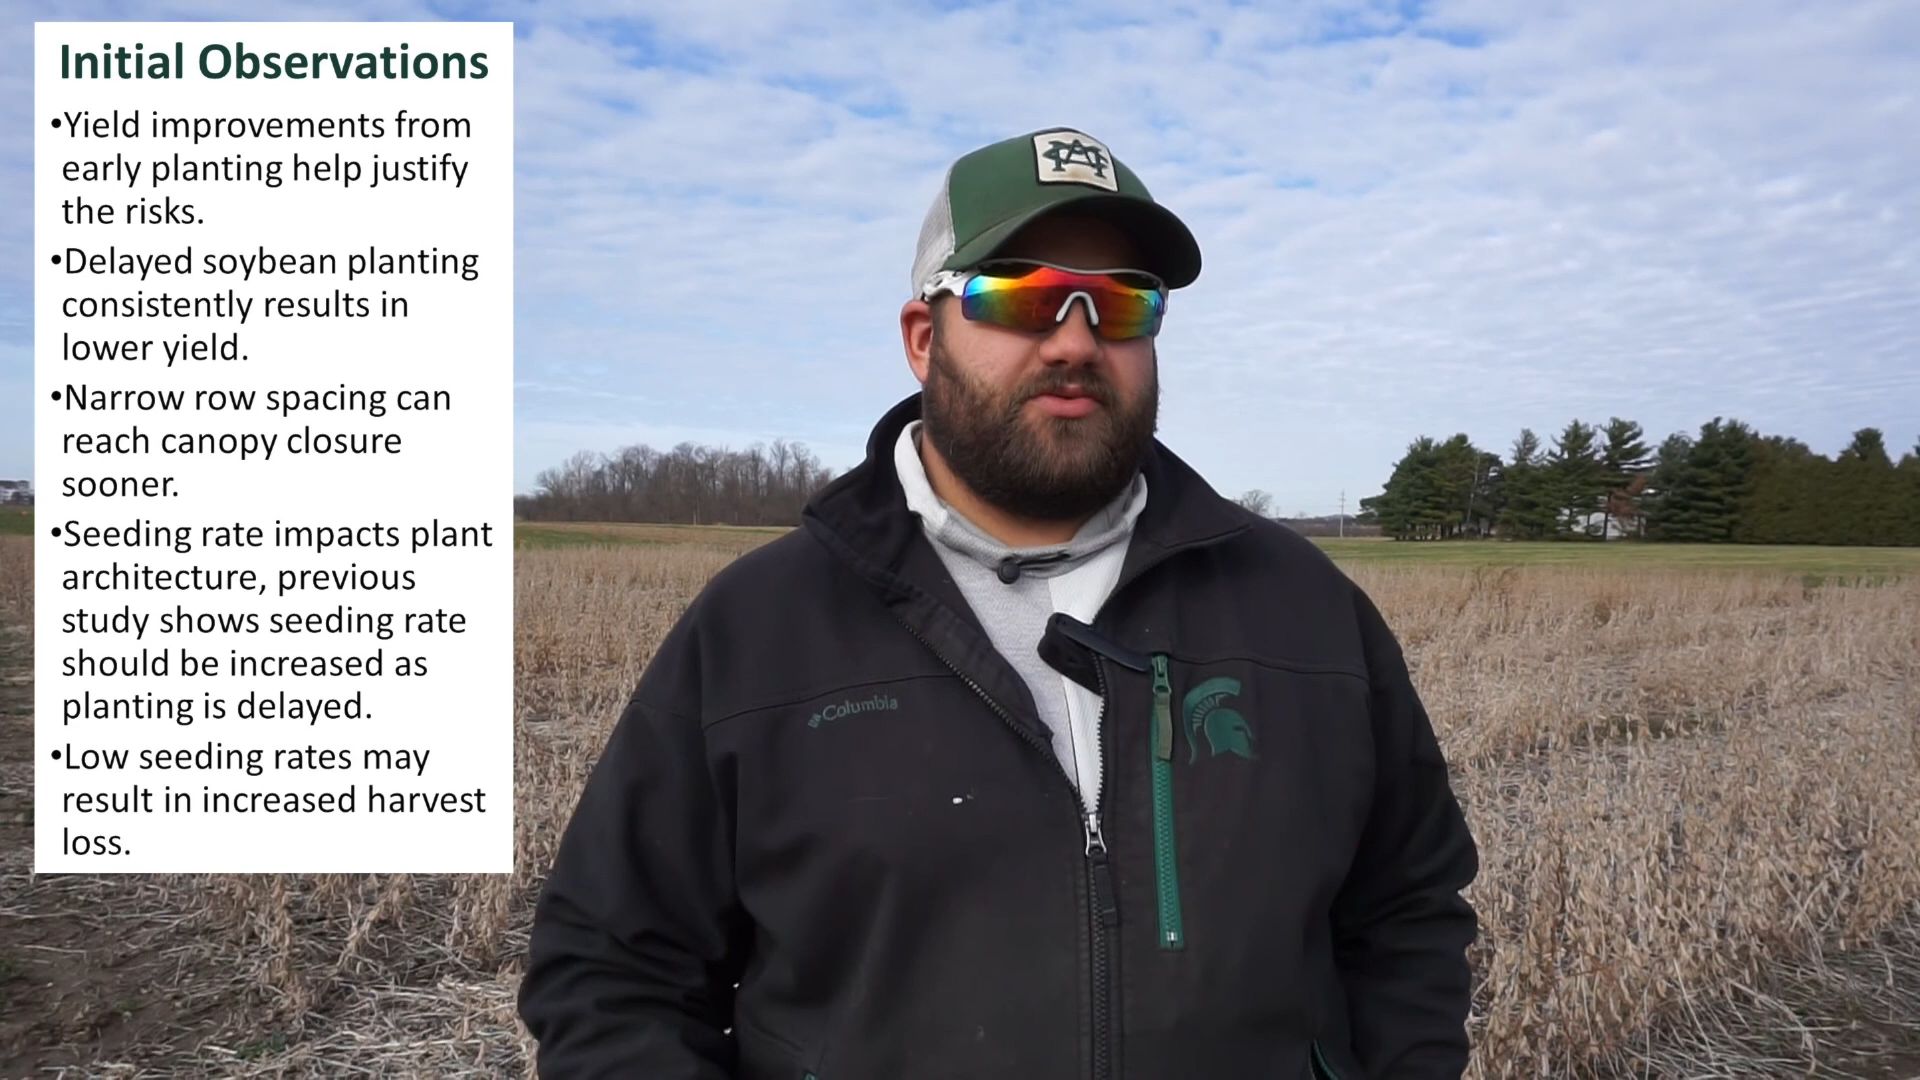 Initial Observations
•Yield improvements from
early planting help justify
the risks.
•Delayed soybean planting
consistently results in
lower yield.
•Narrow row spacing can
reach canopy closure
sooner.
•Seeding rate impacts plant
architecture, previous
study shows seeding rate
should be increased as
planting is delayed.
•Low seeding rates may
result in increased harvest
loss.
Columbia